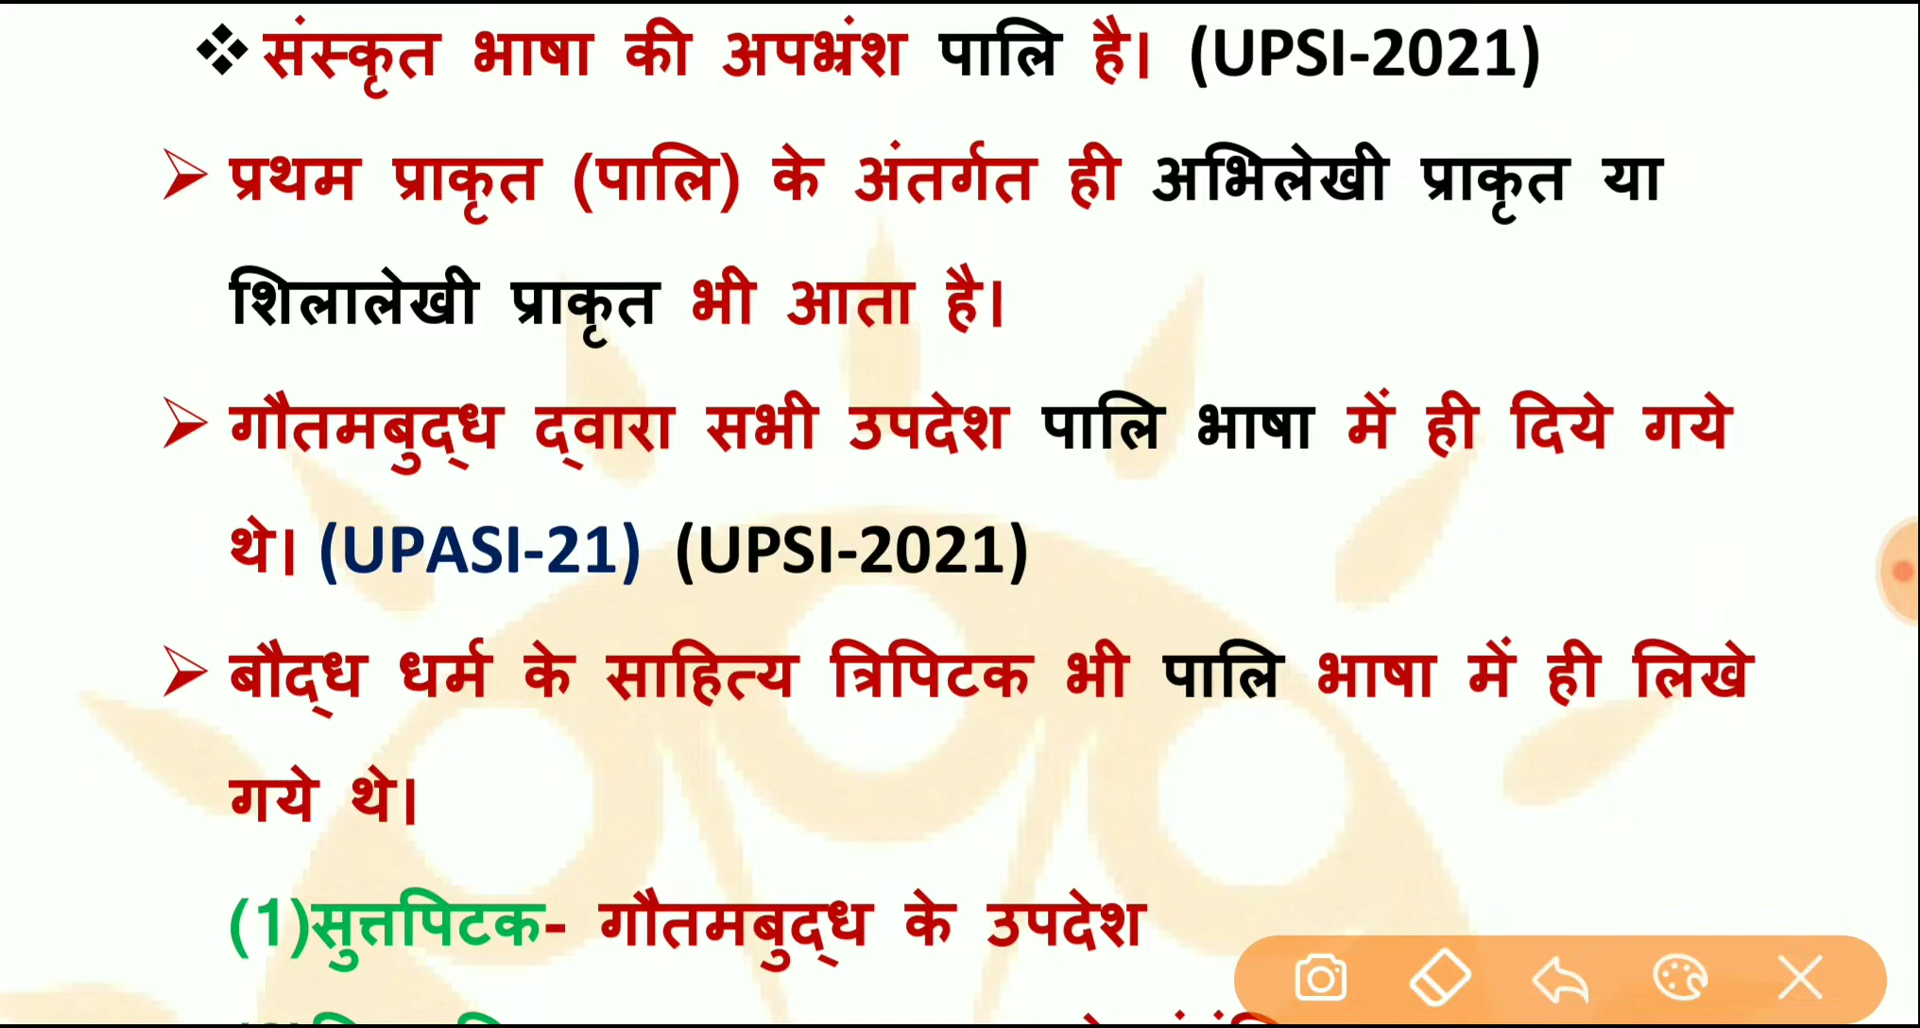 ❖ संस्कृत भाषा की अपभ्रंश पालि है। (UPSI-2021)
➢ प्रथम प्राकृत (पालि) के अंतर्गत ही अभिलेखी प्राकृत या
शिलालेखी प्राकृत भी आता है।
➢ गौतमबुद्ध द्वारा सभी उपदेश पालि भाषा में ही दिये गये
थे। (UPASI-21) (UPSI-2021)
➢ बौद्ध धर्म के साहित्य त्रिपिटक भी पालि भाषा में ही लिखे
गये थे।
(1)सुत्तपिटक- गौतमबुद्ध के उपदेश